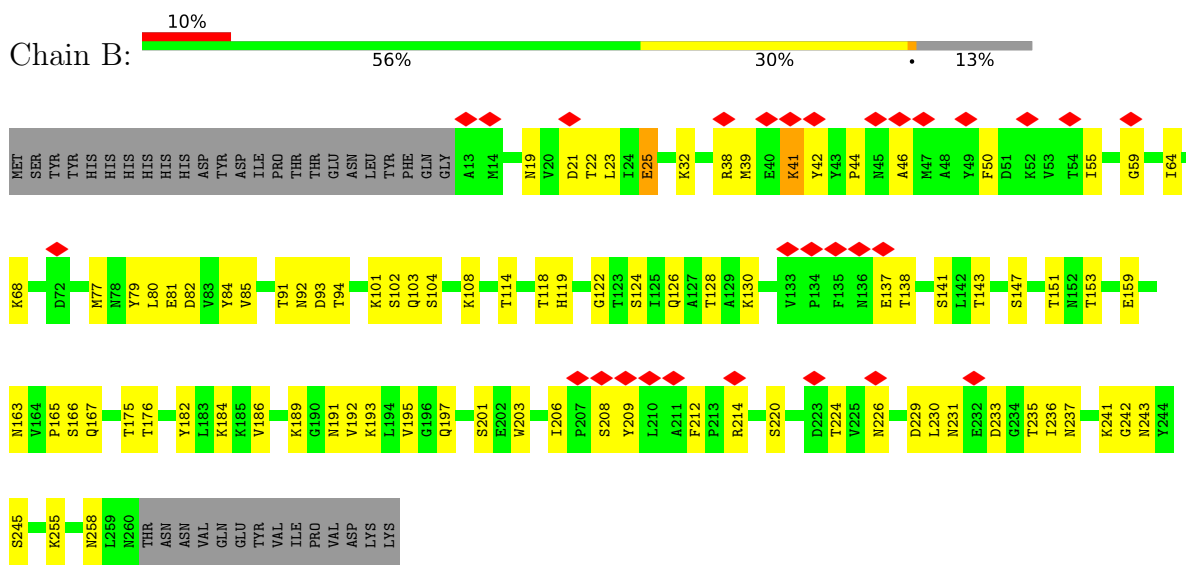 10%
Chain B:
56% 30% • 13%
MET SER TYR TYR HIS HIS HIS HIS HIS HIS ASP TYR ASP ILE PRO THR THR GLU ASN LEU TYR PHE GLN GLY A13 M14 N19 V20 D21 T22 L23 I24 E25 K32 R38 M39 E40 K41 Y42 Y43 P44 N45 A46 M47 A48 Y49 F50 D51 K52 V53 T54 I55 G59 I64
K68 D72 M77 N78 Y79 L80 E81 D82 V83 Y84 V85 T91 N92 D93 T94 K101 S102 Q103 S104 K108 T114 T118 H119 G122 T123 S124 I125 Q126 A127 T128 A129 K130 V133 P134 F135 N136 E137 T138 S141 L142 T143 S147 T151 N152 T153 E159
N163 V164 P165 S166 Q167 T175 T176 Y182 L183 K184 K185 V186 K189 G190 N191 V192 K193 L194 V195 G196 Q197 S201 E202 W203 I206 P207 S208 Y209 L210 A211 F212 P213 R214 S220 D223 T224 V225 N226 D229 L230 N231 E232 D233 G234 T235 I236 N237 K241 G242 N243 Y244
S245 K255 N258 L259 N260 THR ASN ASN VAL GLN GLU TYR VAL ILE PRO VAL ASP LYS LYS